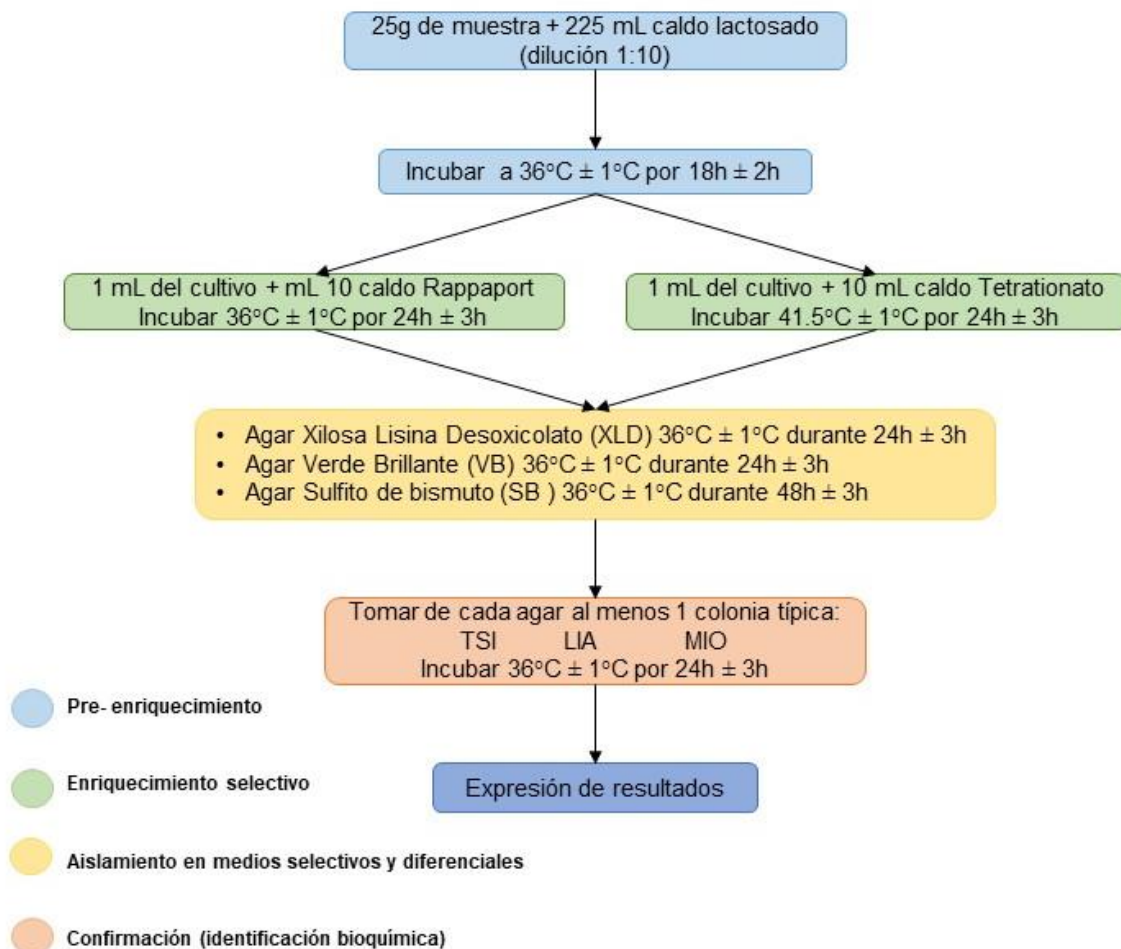 25g de muestra + 225 mL caldo lactosado
(dilución 1:10)
Incubar a 36°C ± 1°C por 18h ± 2h
1 mL del cultivo + mL 10 caldo Rappaport
Incubar 36°C ± 1°C por 24h ± 3h
1 mL del cultivo + 10 mL caldo Tetrationato
Incubar 41.5°C ± 1°C por 24h ± 3h
• Agar Xilosa Lisina Desoxicolato (XLD) 36°C ± 1°C durante 24h ± 3h
• Agar Verde Brillante (VB) 36°C ± 1°C durante 24h ± 3h
• Agar Sulfito de bismuto (SB ) 36°C ± 1°C durante 48h ± 3h
Tomar de cada agar al menos 1 colonia típica:
TSI LIA MIO
Incubar 36°C ± 1°C por 24h ± 3h
Expresión de resultados
Pre- enriquecimiento
Enriquecimiento selectivo
Aislamiento en medios selectivos y diferenciales
Confirmación (identificación bioquímica)